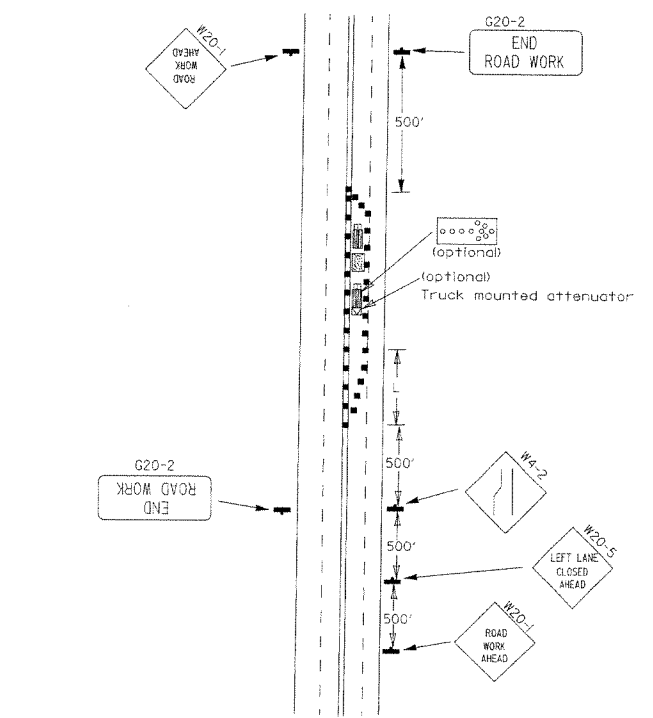 W20-1
ROAD
WORK
AHEAD
G20-2
END
ROAD WORK
500'
(optional)
(optional)
Truck mounted attenuator
L
500'
G20-2
END
ROAD WORK
W4-2
500'
W20-5
LEFT LANE
CLOSED
AHEAD
500'
W20-1
ROAD
WORK
AHEAD